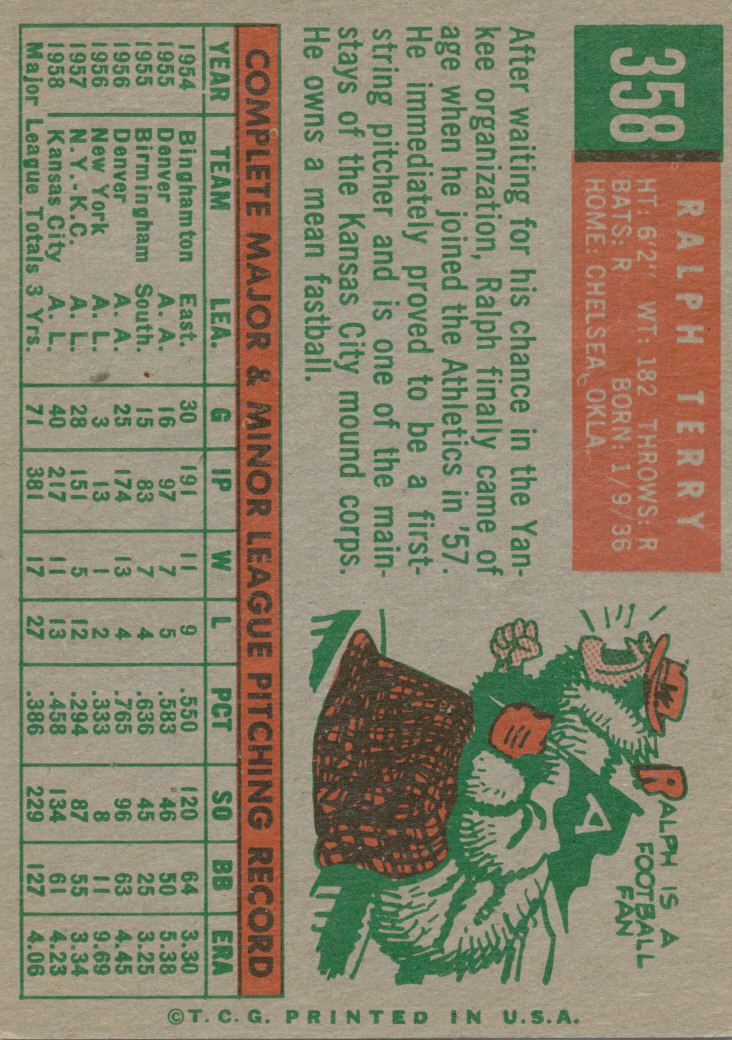 358
RALPH TERRY
HT: 6'2" WT: 182 THROWS: R
BATS: R BORN: 1/9/36
HOME: CHELSEA, OKLA.
After waiting for his chance in the Yan-
kee organization, Ralph finally came of
age when he joined the Athletics in '57.
He immediately proved to be a first-
string pitcher and is one of the main-
stays of the Kansas City mound corps.
He owns a mean fastball.
RALPH IS A
FOOTBALL
FAN
A
COMPLETE MAJOR & MINOR LEAGUE PITCHING RECORD
YEAR TEAM LEA. G IP W L PCT SO BB ERA
1954 Binghamton East. 30 191 11 9 .550 120 64 3.30
1955 Denver A. A. 16 97 7 5 .583 46 50 5.38
1955 Birmingham South. 15 83 7 4 .636 45 25 3.25
1956 Denver A. A. 25 174 13 4 .765 96 63 4.45
1956 New York A. L. 3 13 1 2 .333 8 11 9.69
1957 N.Y.-K.C. A. L. 28 151 5 12 .294 87 55 3.34
1958 Kansas City A. L. 40 217 11 13 .458 134 61 4.23
Major League Totals 3 Yrs. 71 381 17 27 .386 229 127 4.06
©T. C. G. PRINTED IN U.S.A.